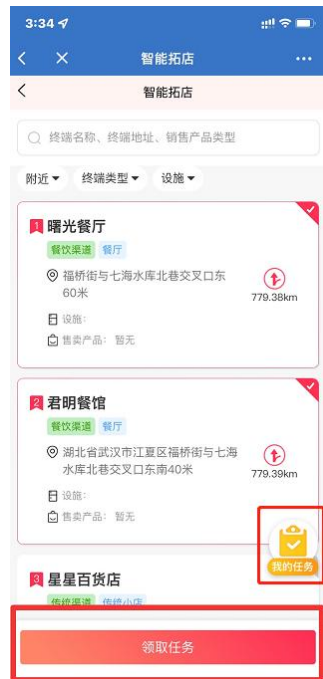 3:34
智能拓店
智能拓店
终端名称、终端地址、销售产品类型
附近 终端类型 设施
1 曙光餐厅
餐饮渠道 餐厅
福桥街与七海水库北巷交叉口东
60米
779.38km
设施:
售卖产品: 暂无
2 君明餐馆
餐饮渠道 餐厅
湖北省武汉市江夏区福桥街与七海
水库北巷交叉口东南40米
779.39km
设施:
售卖产品: 暂无
我的任务
3 星星百货店
传统渠道 传统小店
领取任务